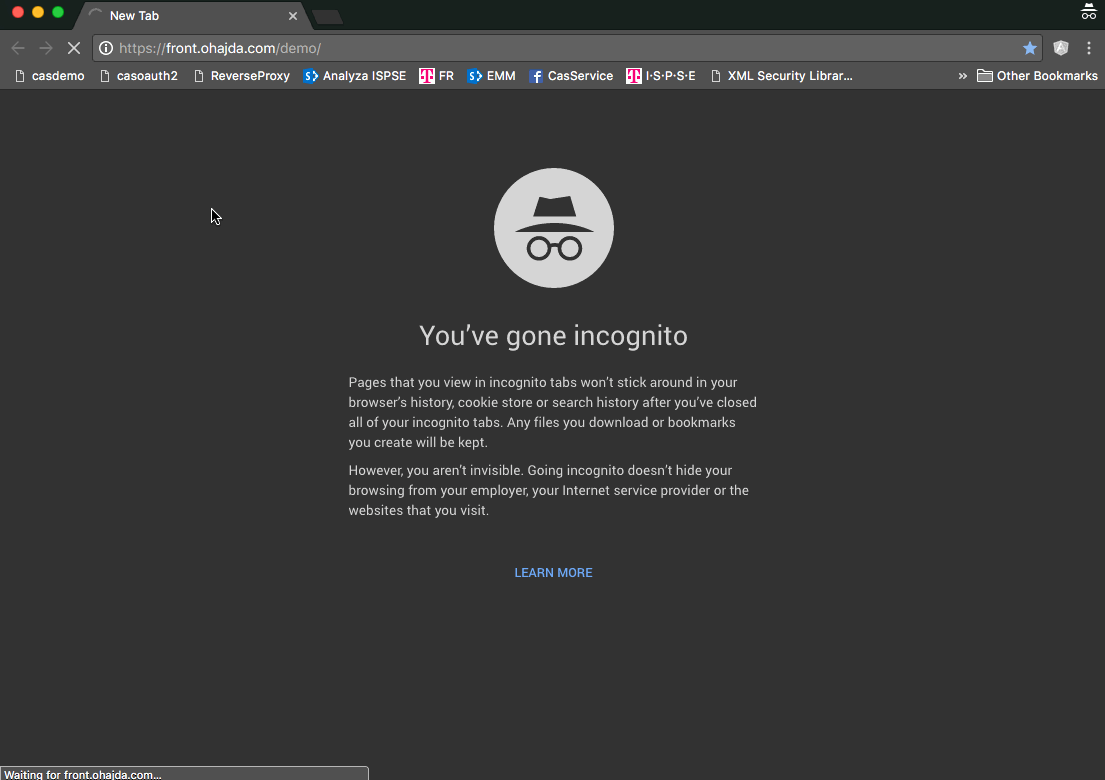 New Tab
https://front.ohajda.com/demo/
casdemo casoauth2 ReverseProxy Analyza ISPSE FR EMM CasService I·S·P·S·E XML Security Librar... » Other Bookmarks
You've gone incognito
Pages that you view in incognito tabs won't stick around in your
browser's history, cookie store or search history after you've closed
all of your incognito tabs. Any files you download or bookmarks
you create will be kept.
However, you aren't invisible. Going incognito doesn't hide your
browsing from your employer, your Internet service provider or the
websites that you visit.
LEARN MORE
Waiting for front.ohajda.com...